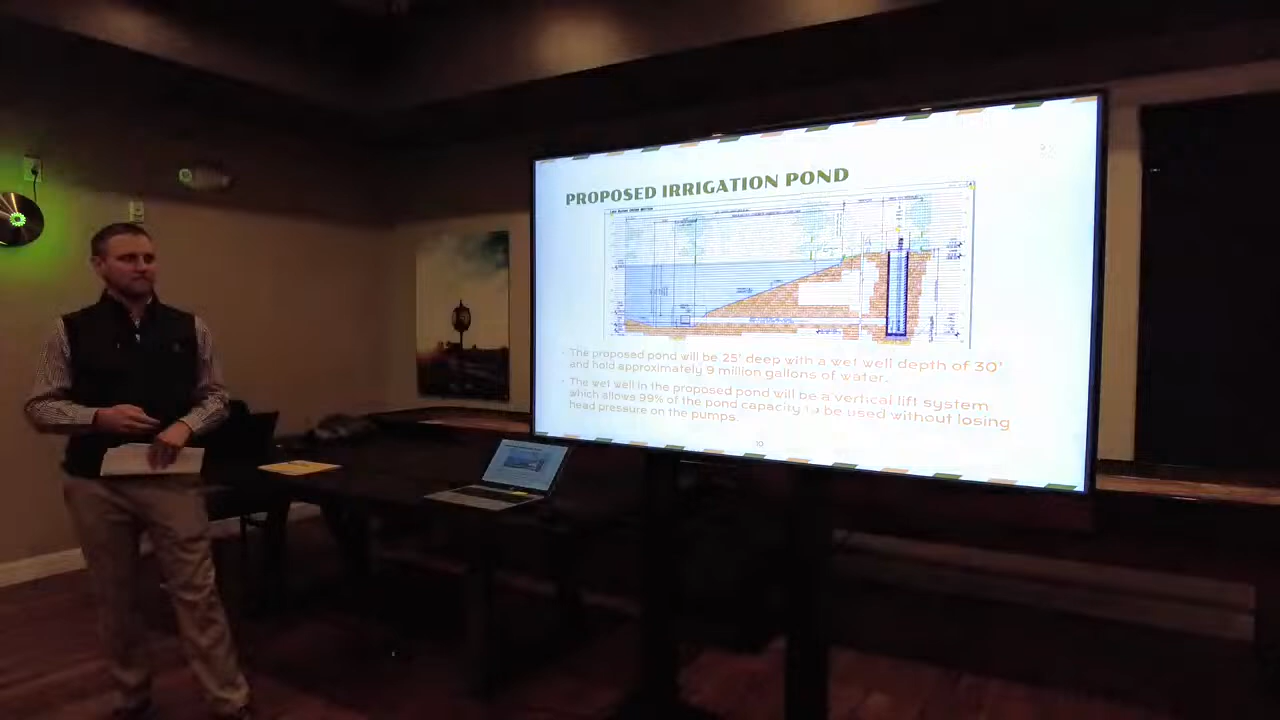 PROPOSED IRRIGATION POND
The proposed pond will be 25' deep with a wet well depth of 30'
and hold approximately 9 million gallons of water.
The wet well in the proposed pond will be a vertical lift system
which allows 99% of the pond capacity to be used without losing
head pressure on the pumps.
10